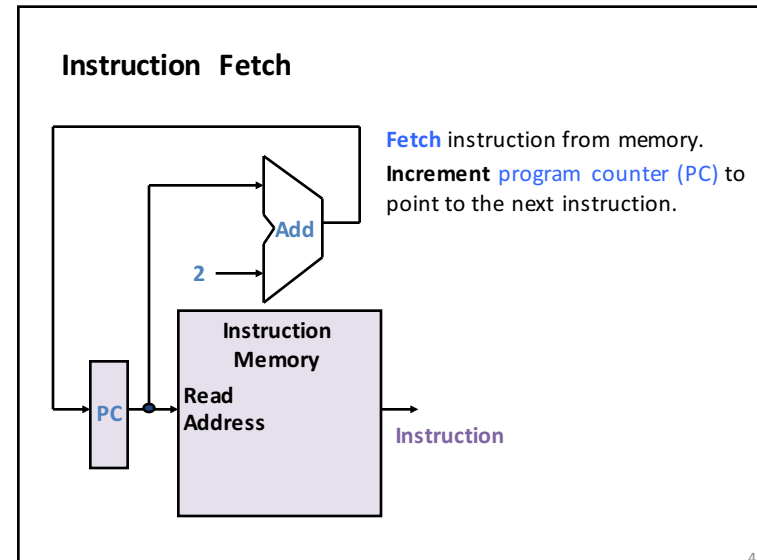 Instruction Fetch
Fetch instruction from memory.
Increment program counter (PC) to
point to the next instruction.
Add
2
Instruction
Memory
Read
Address
PC
Instruction
4